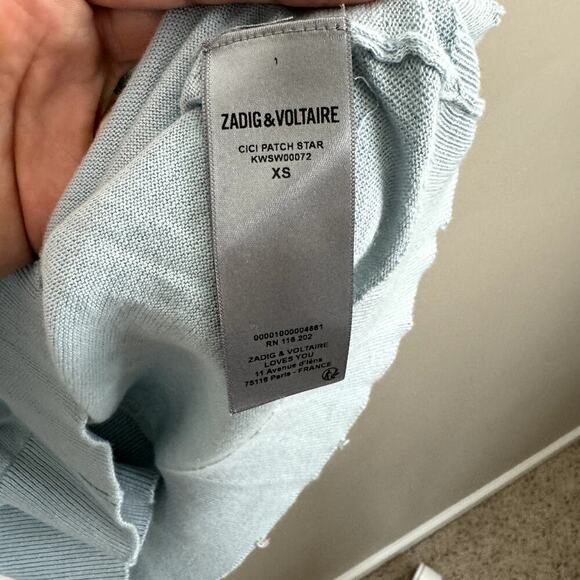 1
ZADIG & VOLTAIRE
CICI PATCH STAR
KWSW00072
XS
00001000004661
RN 116 202
ZADIG & VOLTAIRE
LOVES YOU
11 Avenue d'Iéna
75116 Paris - FRANCE